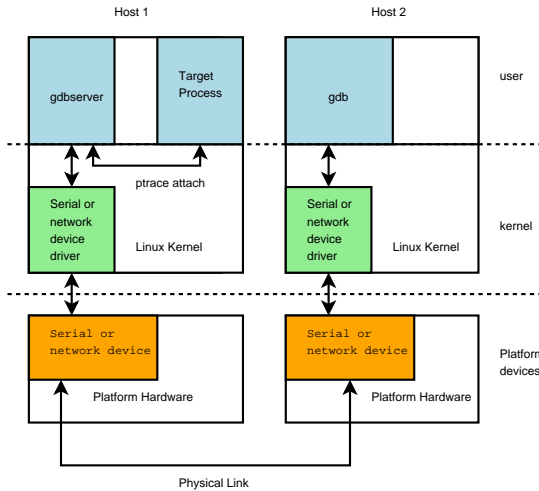 Host 1
Host 2
gdbserver
Target
Process
gdb
user
ptrace attach
Serial or
network
device
driver
Linux Kernel
Serial or
network
device
driver
Linux Kernel
kernel
Serial or
network device
Platform Hardware
Serial or
network device
Platform Hardware
Platform
devices
Physical Link